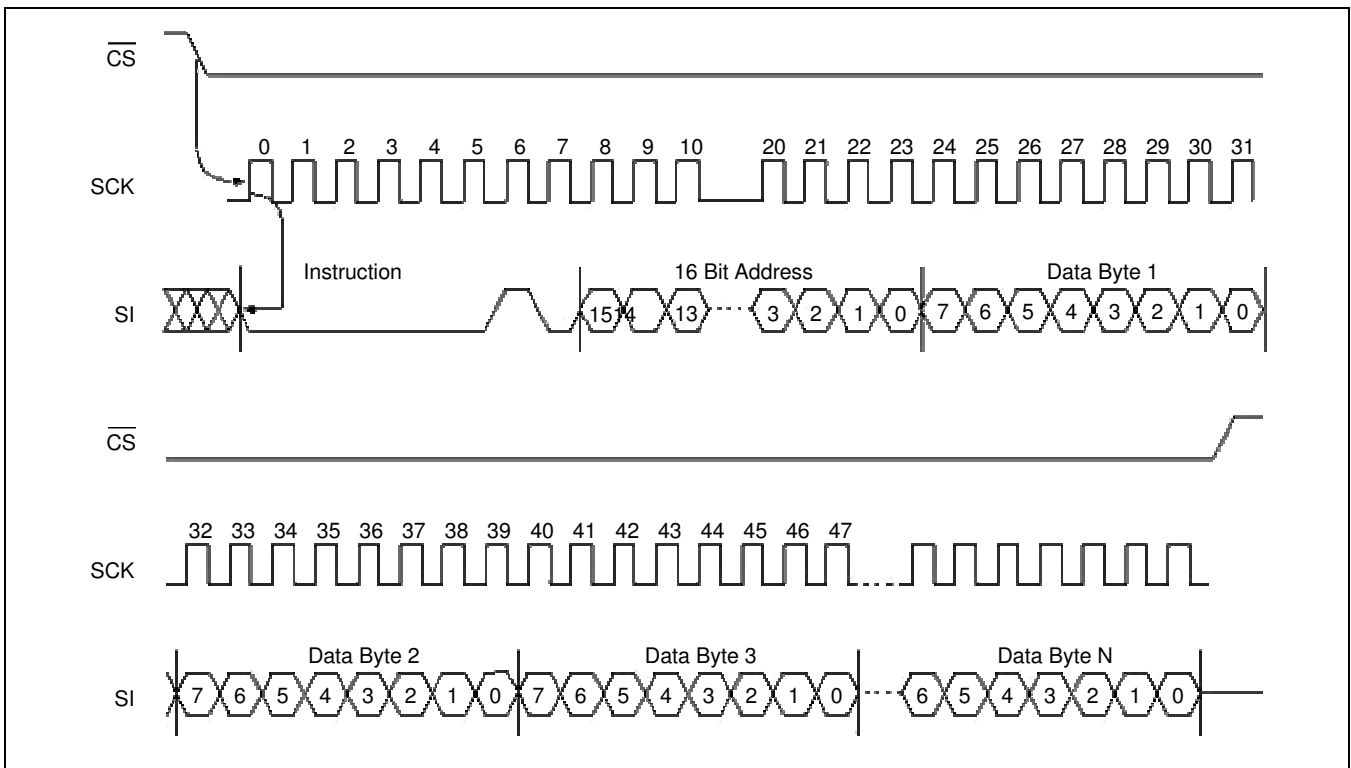 CS
0 1 2 3 4 5 6 7 8 9 10 20 21 22 23 24 25 26 27 28 29 30 31
SCK
Instruction 16 Bit Address Data Byte 1
SI 15 14 13 3 2 1 0 7 6 5 4 3 2 1 0
CS
32 33 34 35 36 37 38 39 40 41 42 43 44 45 46 47
SCK
Data Byte 2 Data Byte 3 Data Byte N
SI 7 6 5 4 3 2 1 0 7 6 5 4 3 2 1 0 6 5 4 3 2 1 0